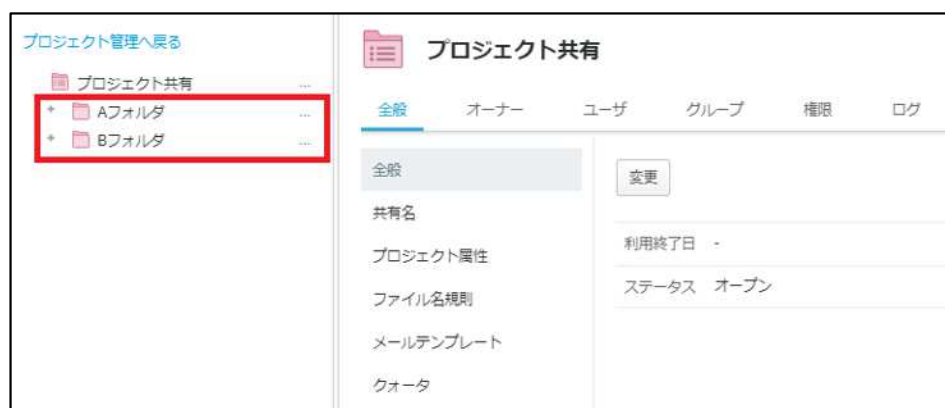 プロジェクト管理へ戻る
プロジェクト共有
...
Aフォルダ
...
Bフォルダ
...
プロジェクト共有
全般 オーナー ユーザ グループ 権限 ログ
全般
共有名
プロジェクト属性
ファイル名規則
メールテンプレート
クォータ
変更
利用終了日 -
ステータス オープン